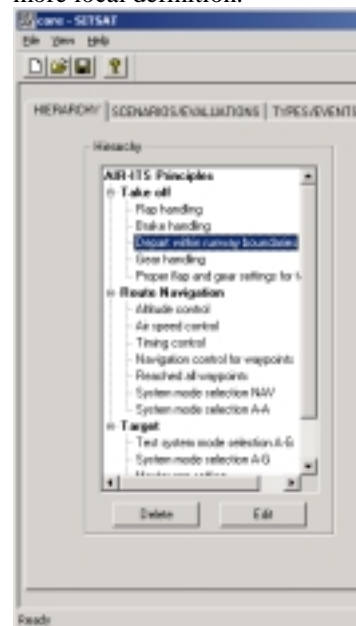 more local definition.
core - SETSAT
File View Help
HIERARCHY SCENARIOS/EVALUATIONS TYPES/EVENTS
Hierarchy
AIR-ITS Principles
Take off
Flap handling
Brake handling
Depart within runway boundaries
Gear handling
Proper flap and gear settings for t
Route Navigation
Altitude control
Air speed control
Timing control
Navigation control for waypoints
Reached all waypoints
System mode selection NAV
System mode selection A-A
Target
Test system mode selection A-G
System mode selection A-G
Delete Edit
Ready